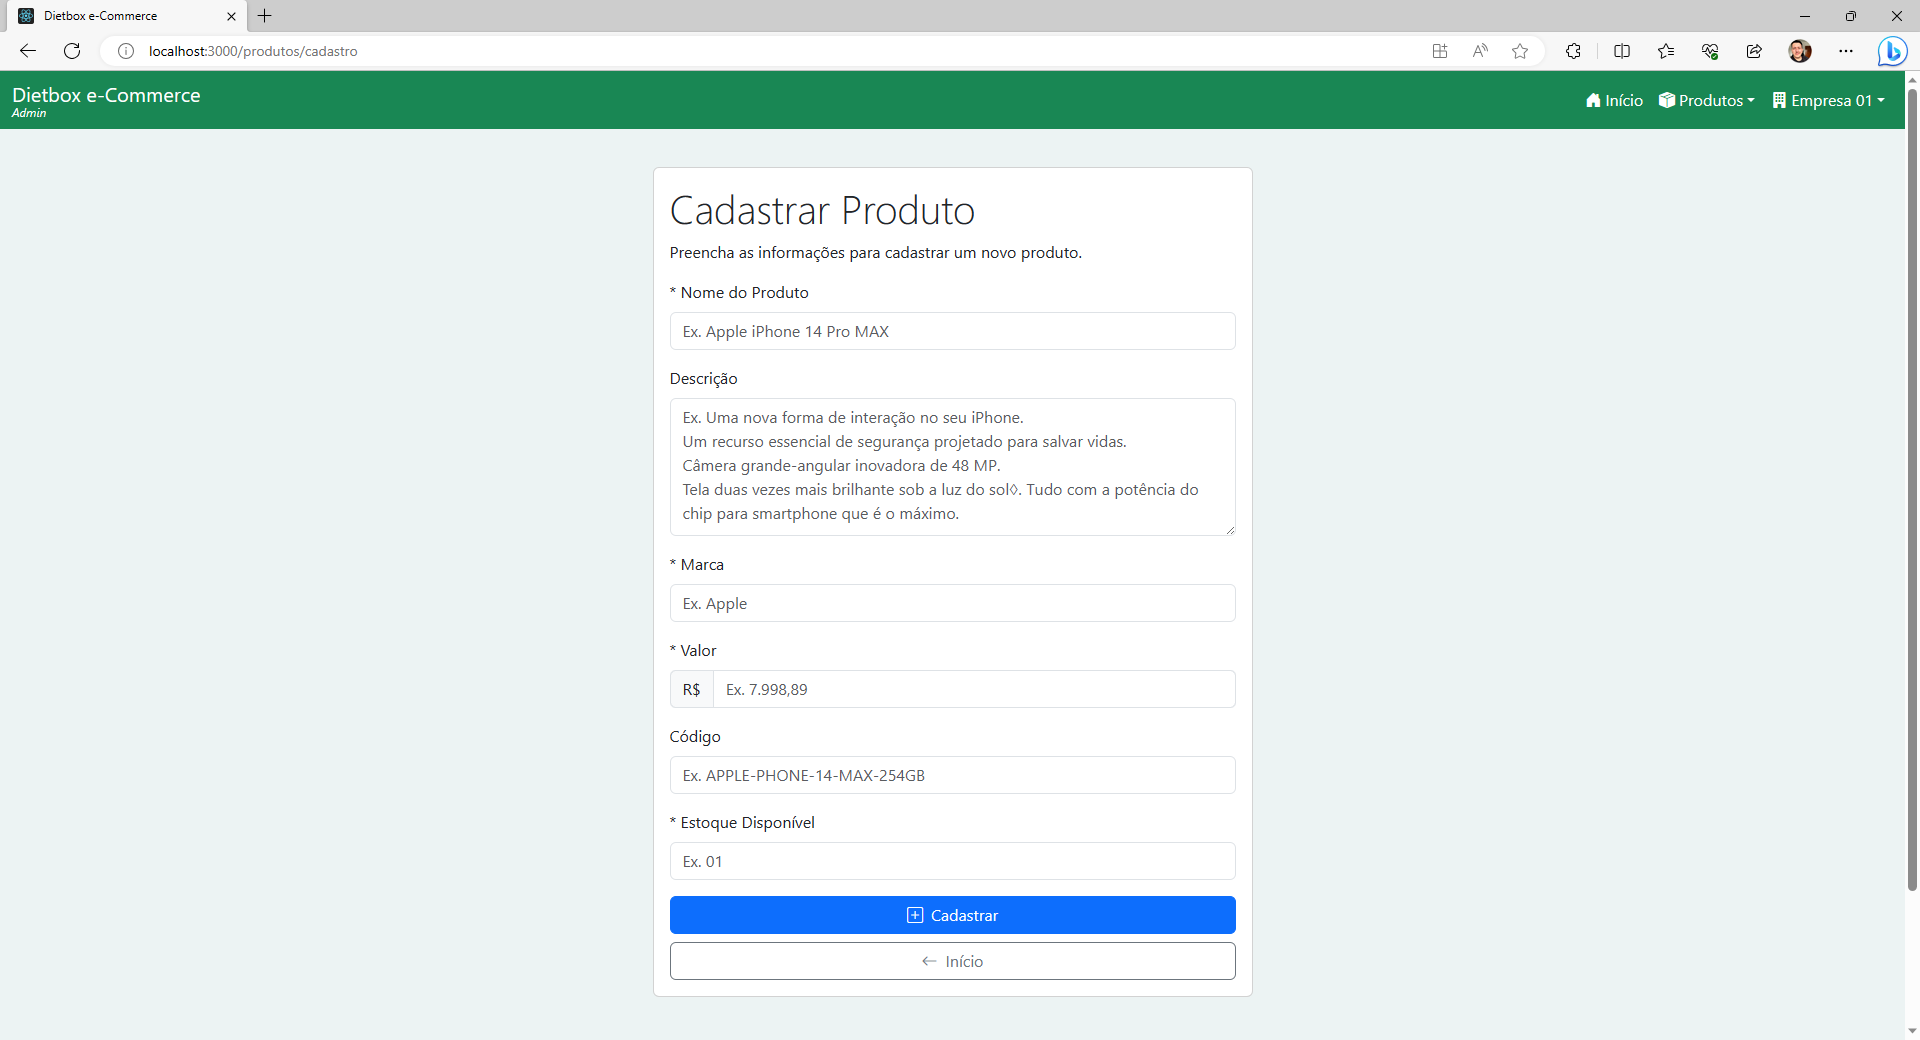 Dietbox e-Commerce
localhost:3000/produtos/cadastro
Dietbox e-Commerce
Admin
Início
Produtos
Empresa 01
Cadastrar Produto
Preencha as informações para cadastrar um novo produto.
* Nome do Produto
Ex. Apple iPhone 14 Pro MAX
Descrição
Ex. Uma nova forma de interação no seu iPhone.
Um recurso essencial de segurança projetado para salvar vidas.
Câmera grande-angular inovadora de 48 MP.
Tela duas vezes mais brilhante sob a luz do sol◊. Tudo com a potência do
chip para smartphone que é o máximo.
* Marca
Ex. Apple
* Valor
R$ Ex. 7.998,89
Código
Ex. APPLE-PHONE-14-MAX-254GB
* Estoque Disponível
Ex. 01
Cadastrar
Início